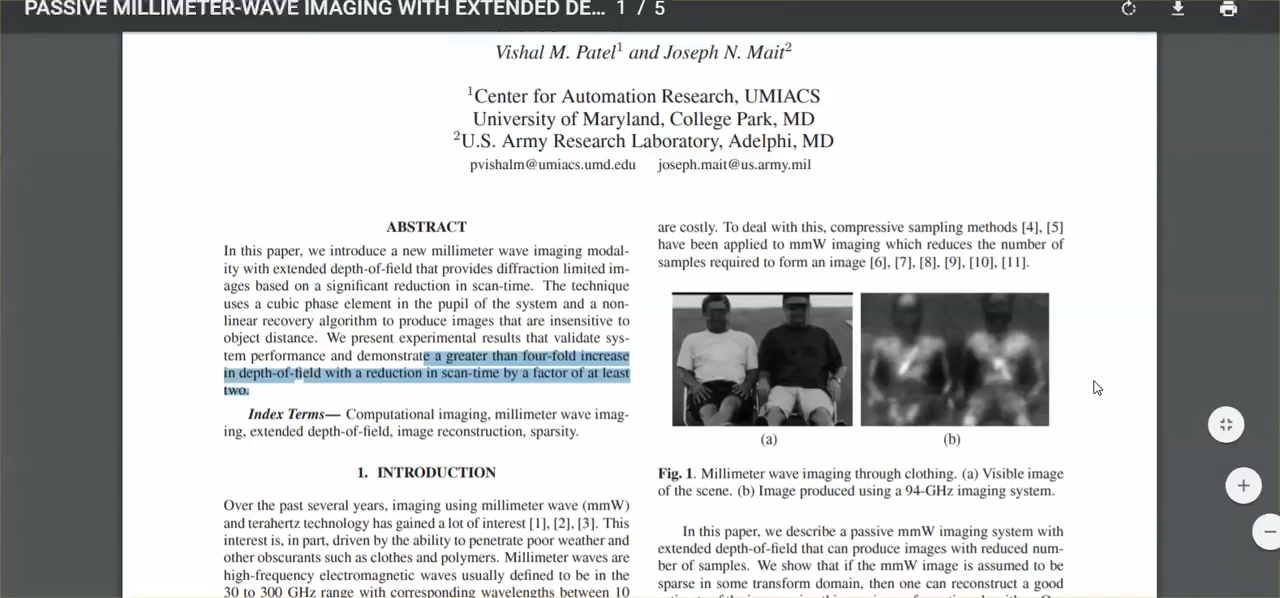 PASSIVE MILLIMETER-WAVE IMAGING WITH EXTENDED DE... 1 / 5
Vishal M. Patel1 and Joseph N. Mait2
1Center for Automation Research, UMIACS
University of Maryland, College Park, MD
2U.S. Army Research Laboratory, Adelphi, MD
pvishalm@umiacs.umd.edu joseph.mait@us.army.mil
ABSTRACT
In this paper, we introduce a new millimeter wave imaging modal-
ity with extended depth-of-field that provides diffraction limited im-
ages based on a significant reduction in scan-time. The technique
uses a cubic phase element in the pupil of the system and a non-
linear recovery algorithm to produce images that are insensitive to
object distance. We present experimental results that validate sys-
tem performance and demonstrate a greater than four-fold increase
in depth-of-field with a reduction in scan-time by a factor of at least
two.
Index Terms— Computational imaging, millimeter wave imag-
ing, extended depth-of-field, image reconstruction, sparsity.
1. INTRODUCTION
Over the past several years, imaging using millimeter wave (mmW)
and terahertz technology has gained a lot of interest [1], [2], [3]. This
interest is, in part, driven by the ability to penetrate poor weather and
other obscurants such as clothes and polymers. Millimeter waves are
high-frequency electromagnetic waves usually defined to be in the
30 to 300 GHz range with corresponding wavelengths between 10
are costly. To deal with this, compressive sampling methods [4], [5]
have been applied to mmW imaging which reduces the number of
samples required to form an image [6], [7], [8], [9], [10], [11].
(a) (b)
Fig. 1. Millimeter wave imaging through clothing. (a) Visible image
of the scene. (b) Image produced using a 94-GHz imaging system.
In this paper, we describe a passive mmW imaging system with
extended depth-of-field that can produce images with reduced num-
ber of samples. We show that if the mmW image is assumed to be
sparse in some transform domain, then one can reconstruct a good